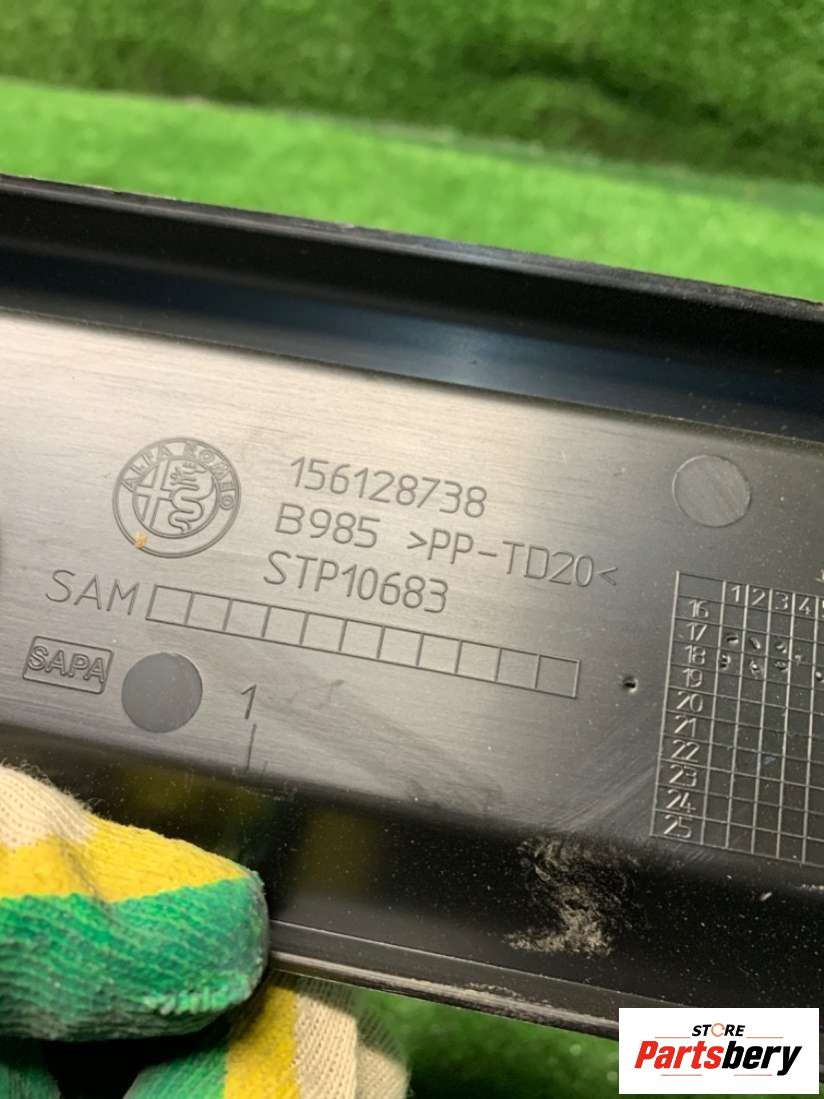 ALFA ROMEO
156128738
B985 >PP-TD20<
STP10683
SAM
SAPA
1
1 2 3 4
16
17
18
19
20
21
22
23
24
25
STORE
Partsbery